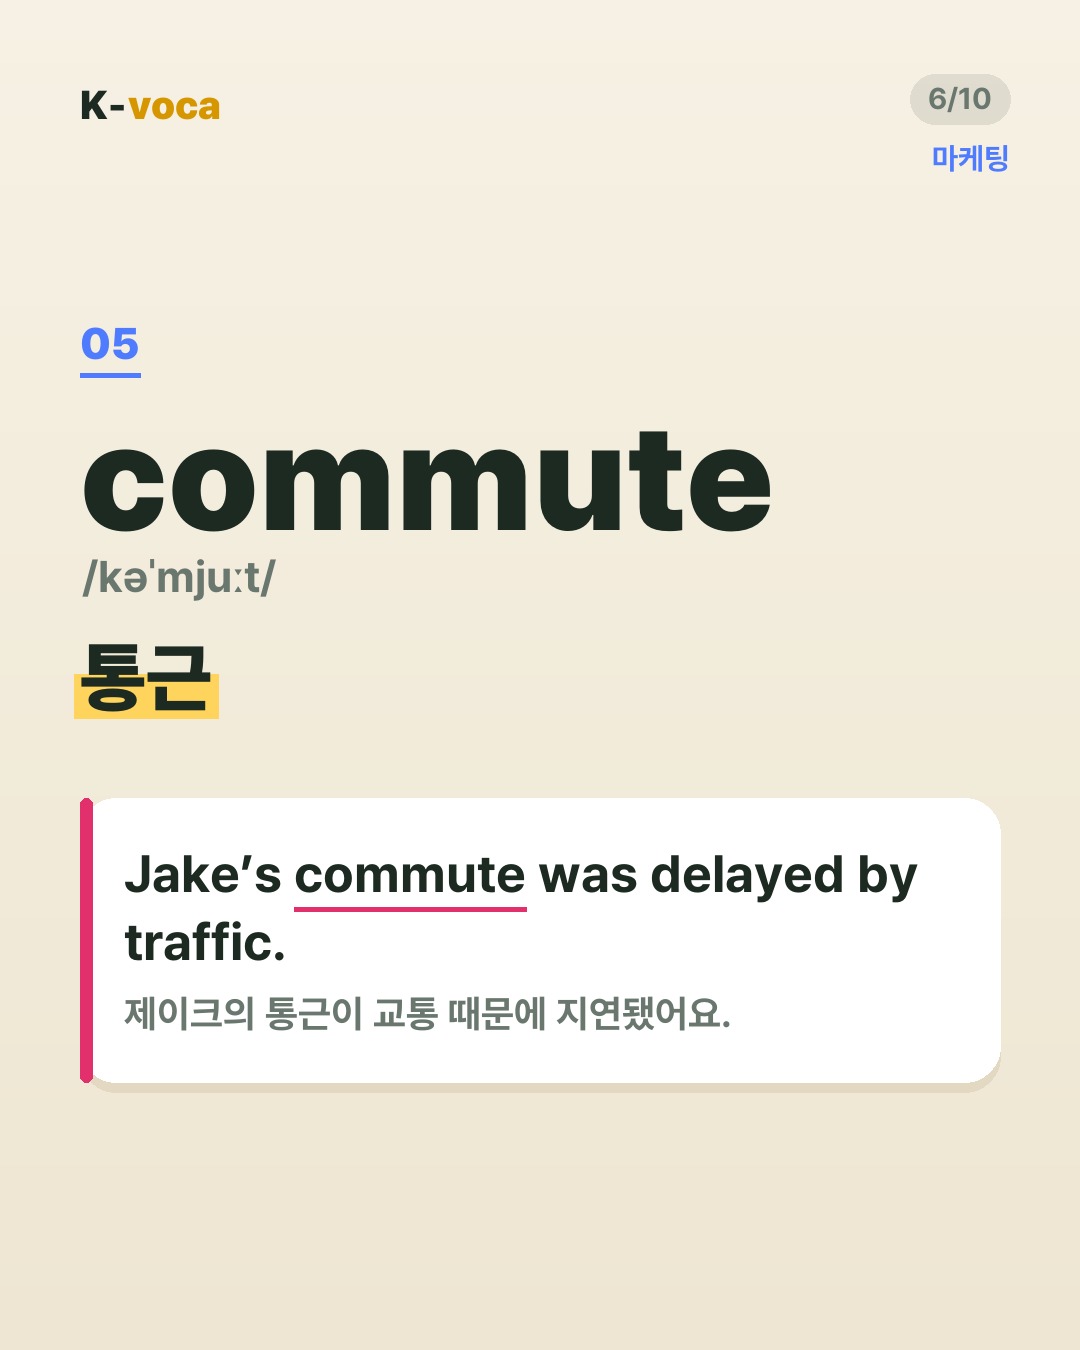 K-voca
6/10
마케팅
05
commute
/kəˈmjuːt/
통근
Jake’s commute was delayed by
traffic.
제이크의 통근이 교통 때문에 지연됐어요.